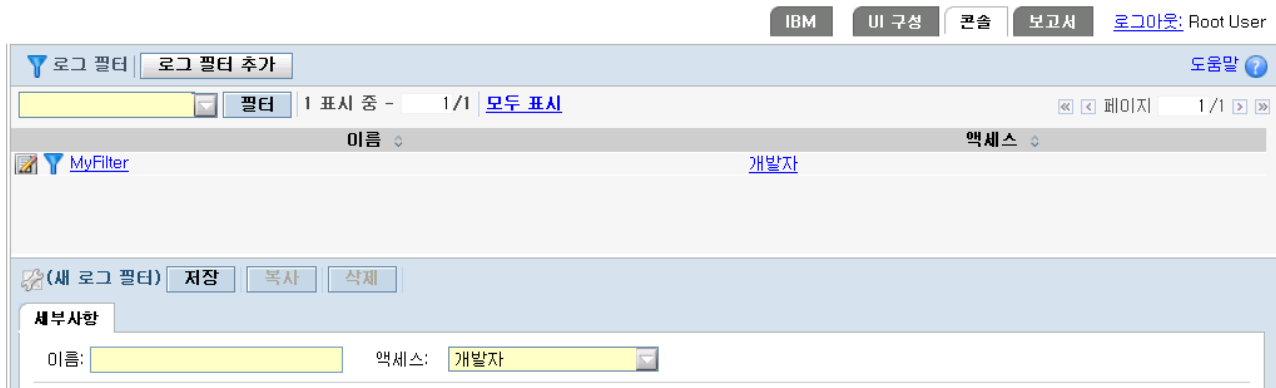 IBM UI 구성 콘솔 보고서 로그아웃: Root User
로그 필터 로그 필터 추가 도움말
필터 1 표시 중 - 1/1 모두 표시 페이지 1/1
이름 액세스
MyFilter 개발자
(새 로그 필터) 저장 복사 삭제
세부사항
이름: 액세스: 개발자